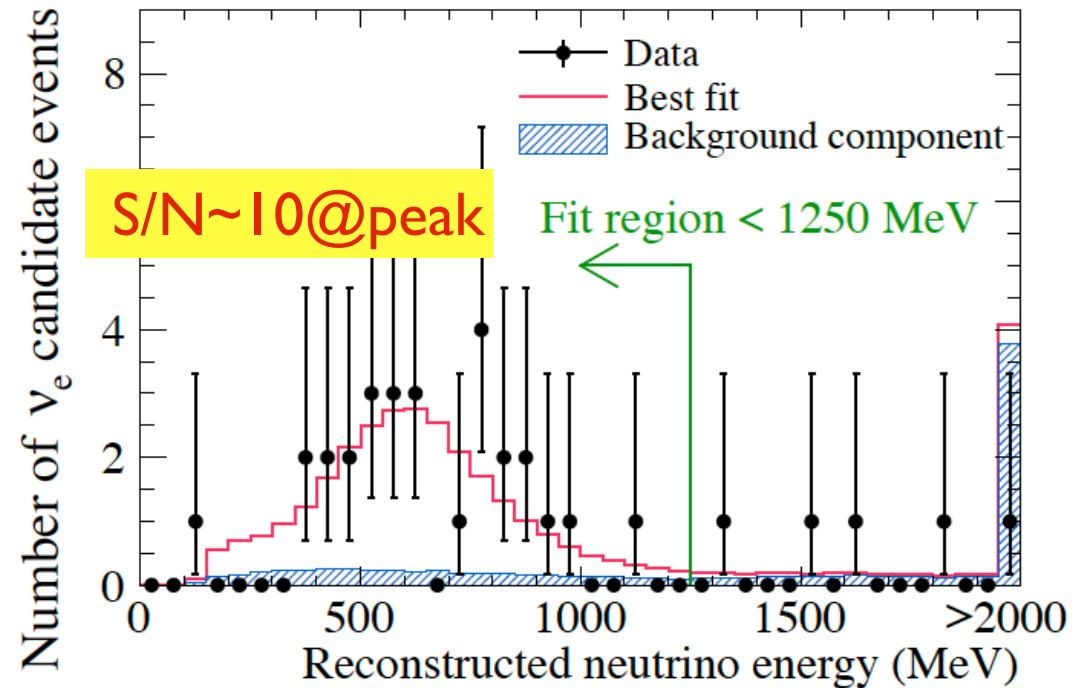 Number of νe candidate events
8
4
2
0
Data
Best fit
Background component
S/N~10@peak
Fit region < 1250 MeV
0 500 1000 1500 >2000
Reconstructed neutrino energy (MeV)